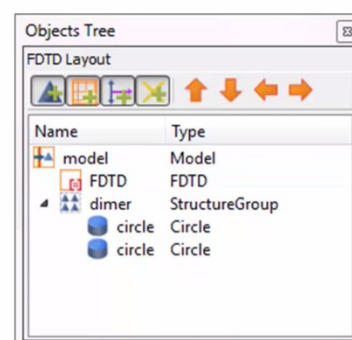 Objects Tree
FDTD Layout
Name Type
model Model
FDTD FDTD
dimer StructureGroup
circle Circle
circle Circle